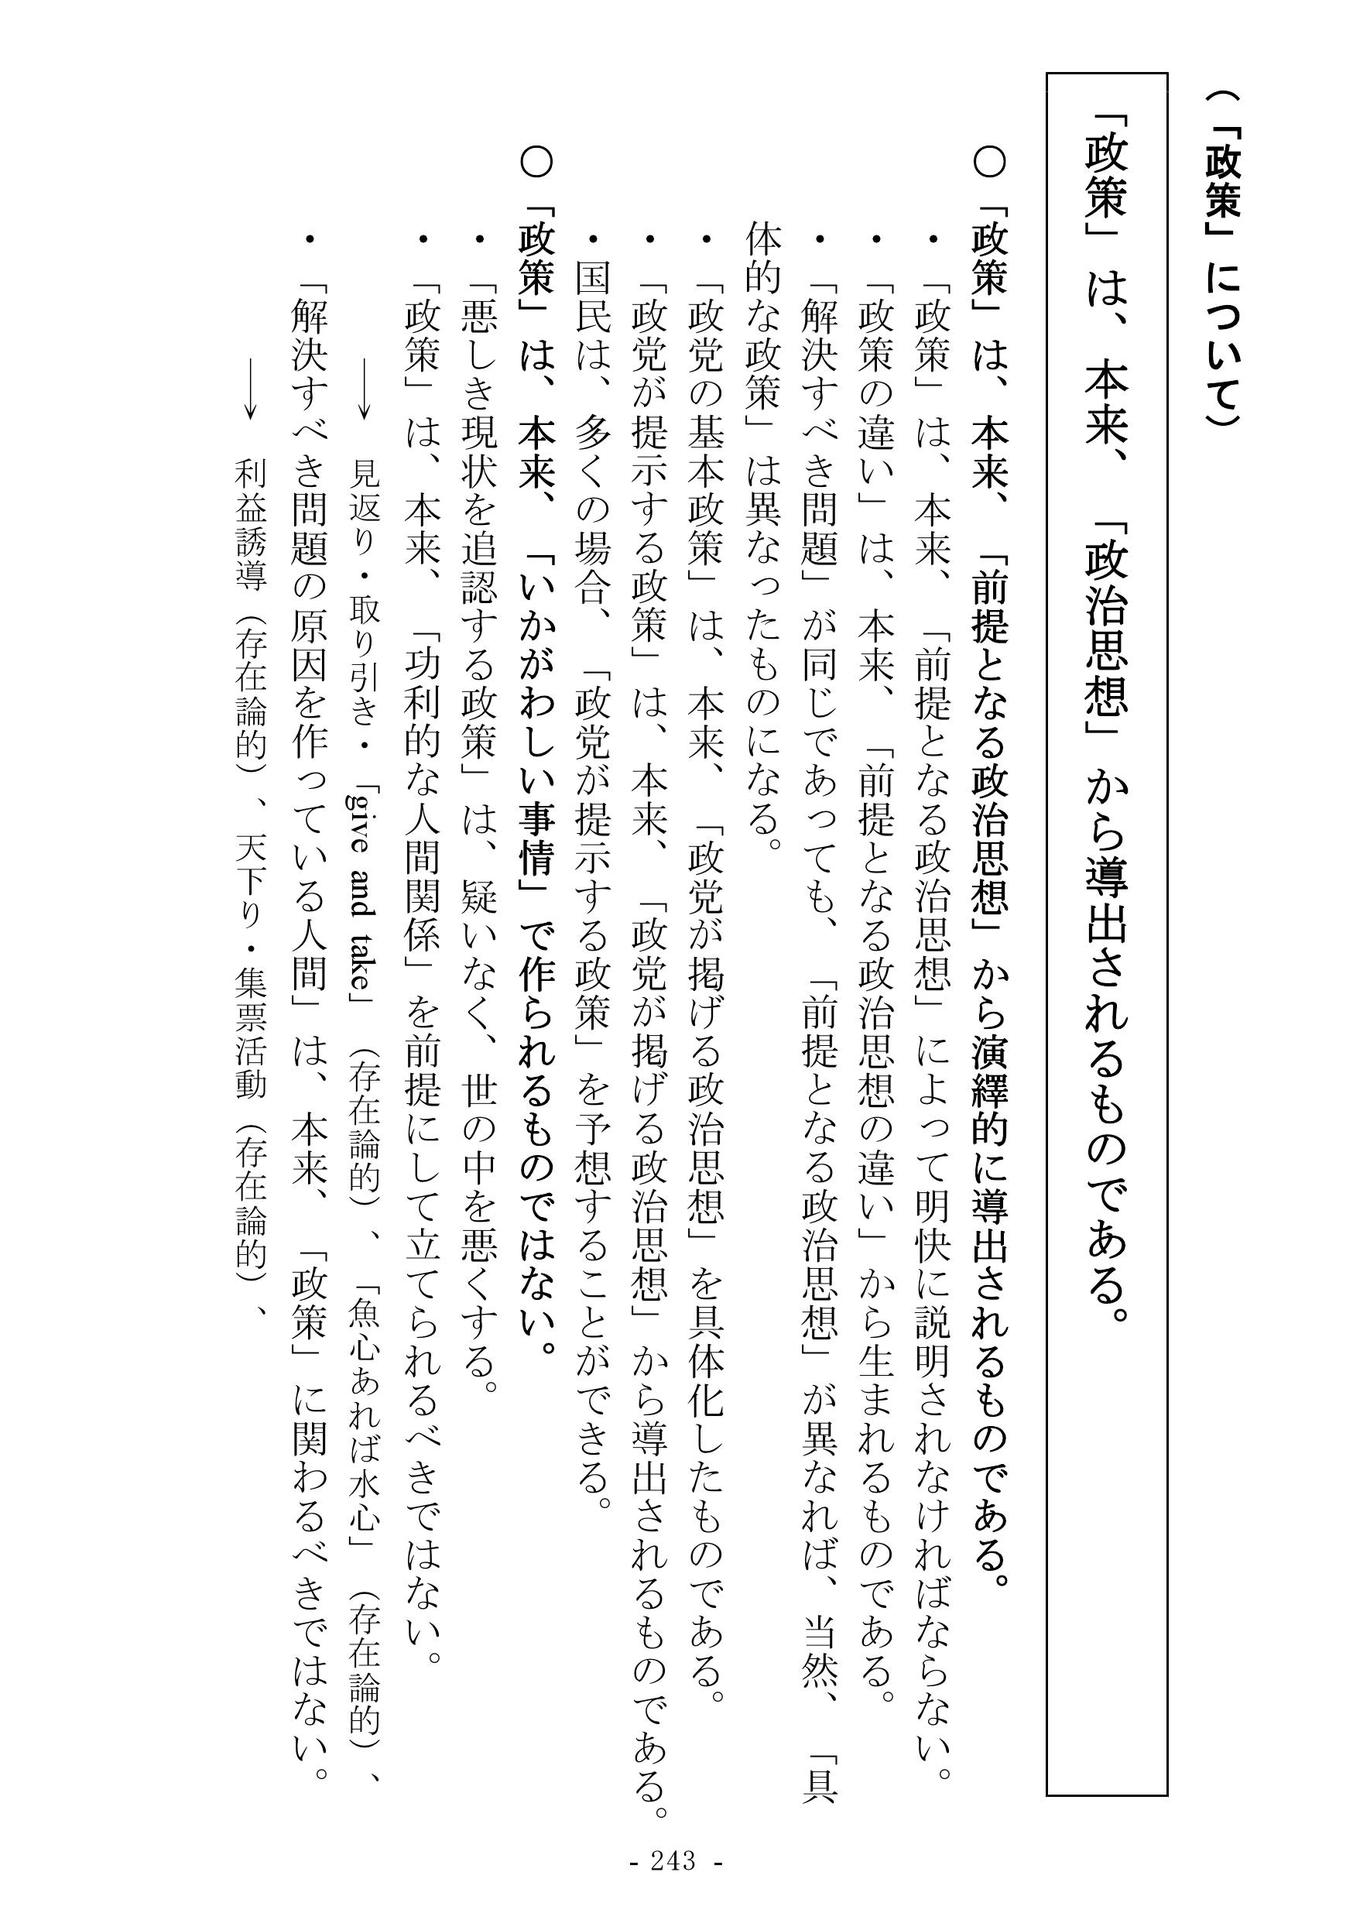 （「政策」について）
「政策」は、本来、「政治思想」から導出されるものである。
○「政策」は、本来、「前提となる政治思想」から演繹的に導出されるものである。
・「政策」は、本来、「前提となる政治思想」によって明快に説明されなければならない。
・「政策の違い」は、本来、「前提となる政治思想の違い」から生まれるものである。
・「解決すべき問題」が同じであっても、「前提となる政治思想」が異なれば、当然、「具
体的な政策」は異なったものになる。
・「政党の基本政策」は、本来、「政党が掲げる政治思想」を具体化したものである。
・「政党が提示する政策」は、本来、「政党が掲げる政治思想」から導出されるものである。
・国民は、多くの場合、「政党が提示する政策」を予想することができる。
○「政策」は、本来、「いかがわしい事情」で作られるものではない。
・「悪しき現状を追認する政策」は、疑いなく、世の中を悪くする。
・「政策」は、本来、「功利的な人間関係」を前提にして立てられるべきではない。
→ 見返り・取り引き・「give and take」（存在論的）、「魚心あれば水心」（存在論的）、
・「解決すべき問題の原因を作っている人間」は、本来、「政策」に関わるべきではない。
→ 利益誘導（存在論的）、天下り・集票活動（存在論的）、
- 243 -